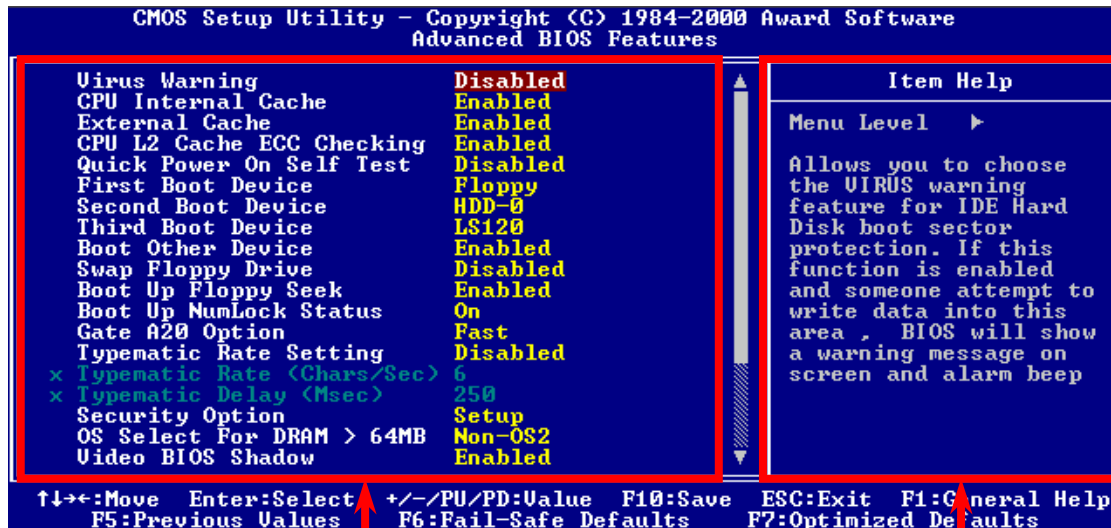 CMOS Setup Utility – Copyright (C) 1984–2000 Award Software
Advanced BIOS Features
Virus Warning Disabled
CPU Internal Cache Enabled
External Cache Enabled
CPU L2 Cache ECC Checking Enabled
Quick Power On Self Test Disabled
First Boot Device Floppy
Second Boot Device HDD-0
Third Boot Device LS120
Boot Other Device Enabled
Swap Floppy Drive Disabled
Boot Up Floppy Seek Enabled
Boot Up NumLock Status On
Gate A20 Option Fast
Typematic Rate Setting Disabled
x Typematic Rate (Chars/Sec) 6
x Typematic Delay (Msec) 250
Security Option Setup
OS Select For DRAM > 64MB Non-OS2
Video BIOS Shadow Enabled
Item Help
Menu Level
Allows you to choose
the VIRUS warning
feature for IDE Hard
Disk boot sector
protection. If this
function is enabled
and someone attempt to
write data into this
area , BIOS will show
a warning message on
screen and alarm beep
↑↓→←:Move Enter:Select +/-/PU/PD:Value F10:Save ESC:Exit F1:General Help
F5:Previous Values F6:Fail-Safe Defaults F7:Optimized Defaults